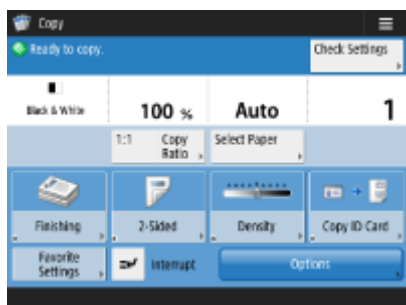 Copy
Ready to copy.
Check Settings
Black & White
100 %
Auto
1
1:1 Copy
Ratio
Select Paper
Finishing
2-Sided
Density
Copy ID Card
Favorite
Settings
Interrupt
Options